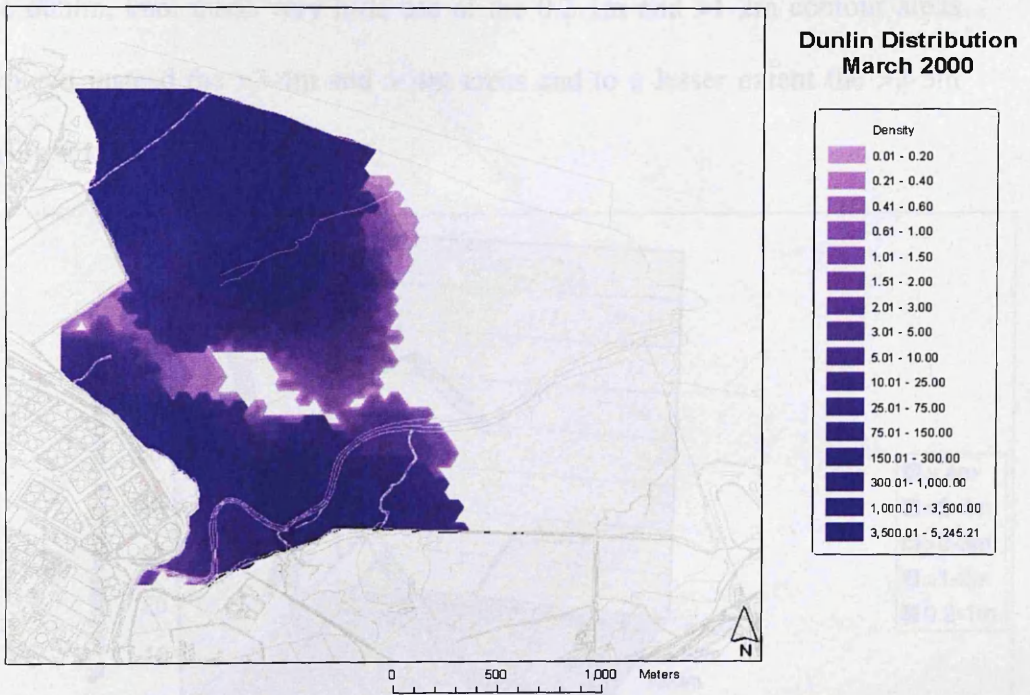 Dunlin Distribution
March 2000
Density
0.01 - 0.20
0.21 - 0.40
0.41 - 0.60
0.61 - 1.00
1.01 - 1.50
1.51 - 2.00
2.01 - 3.00
3.01 - 5.00
5.01 - 10.00
10.01 - 25.00
25.01 - 75.00
75.01 - 150.00
150.01 - 300.00
300.01 - 1,000.00
1,000.01 - 3,500.00
3,500.01 - 5,245.21
N
0 500 1,000 Meters